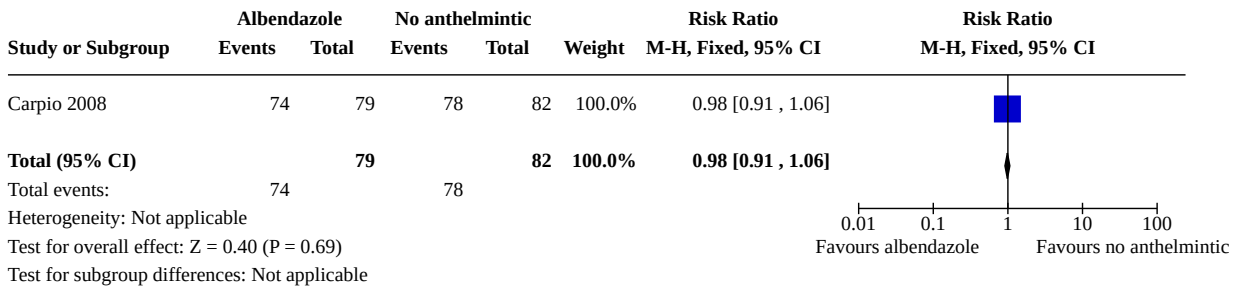 Albendazole No anthelmintic Risk Ratio Risk Ratio
Study or Subgroup Events Total Events Total Weight M-H, Fixed, 95% CI M-H, Fixed, 95% CI
Carpio 2008 74 79 78 82 100.0% 0.98 [0.91 , 1.06]
Total (95% CI) 79 82 100.0% 0.98 [0.91 , 1.06]
Total events: 74 78
Heterogeneity: Not applicable
0.01 0.1 1 10 100
Test for overall effect: Z = 0.40 (P = 0.69)
Favours albendazole Favours no anthelmintic
Test for subgroup differences: Not applicable